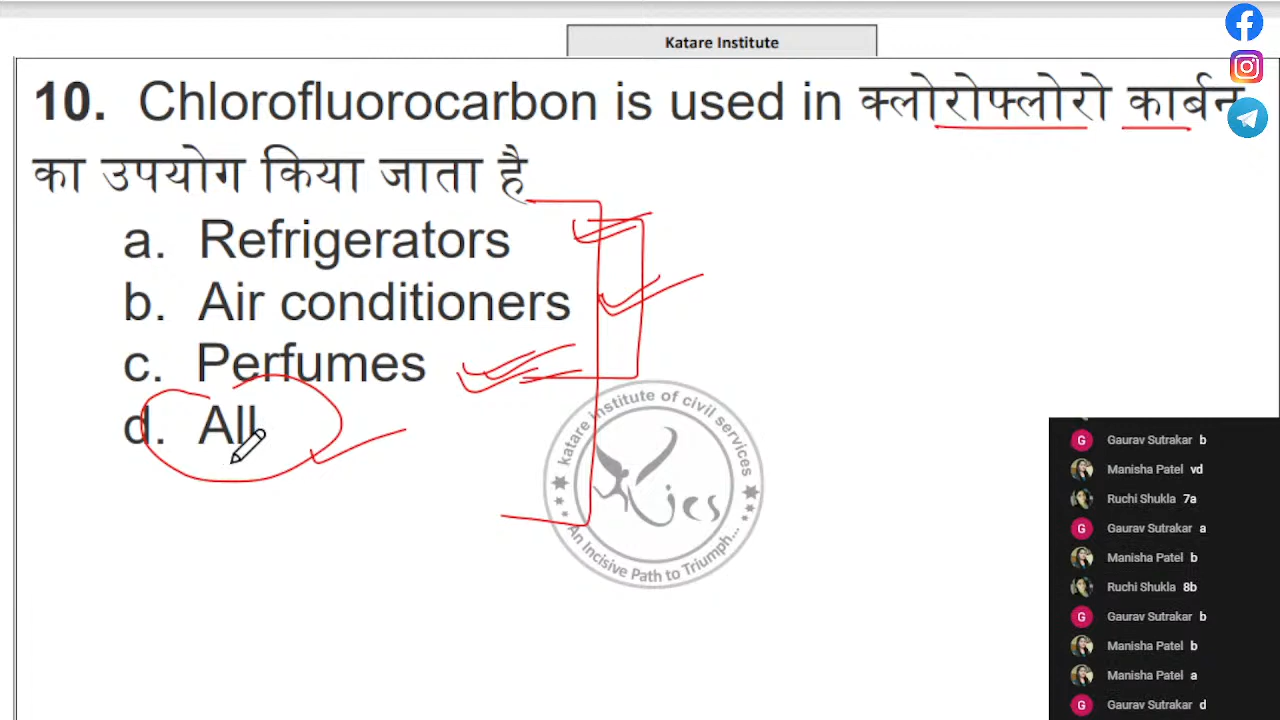 Katare Institute
10. Chlorofluorocarbon is used in क्लोरोफ्लोरो कार्बन
का उपयोग किया जाता है
a. Refrigerators
b. Air conditioners
c. Perfumes
d. All
katare institute of civil services
kics
An Incisive Path to Triumph...
G Gaurav Sutrakar b
Manisha Patel vd
Ruchi Shukla 7a
G Gaurav Sutrakar a
Manisha Patel b
Ruchi Shukla 8b
G Gaurav Sutrakar b
Manisha Patel b
Manisha Patel a
G Gaurav Sutrakar d